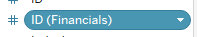 # ID
# ID (Financials)